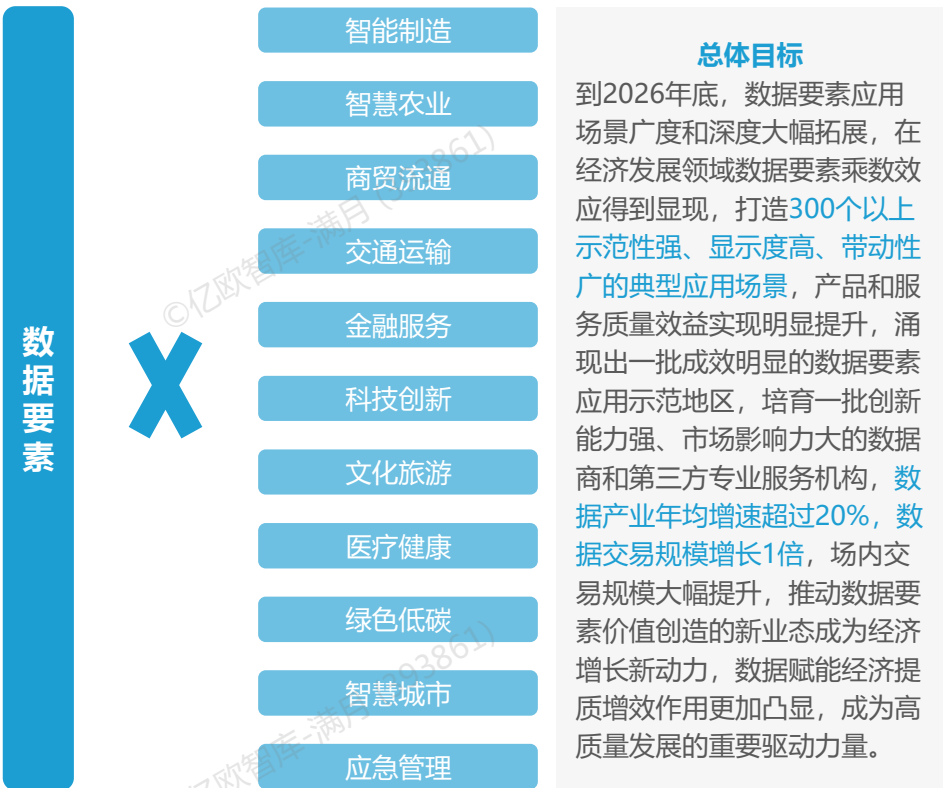 数
据
要
素
X
智能制造
智慧农业
商贸流通
交通运输
金融服务
科技创新
文化旅游
医疗健康
绿色低碳
智慧城市
应急管理
总体目标
到2026年底，数据要素应用
场景广度和深度大幅拓展，在
经济发展领域数据要素乘数效
应得到显现，打造300个以上
示范性强、显示度高、带动性
广的典型应用场景，产品和服
务质量效益实现明显提升，涌
现出一批成效明显的数据要素
应用示范地区，培育一批创新
能力强、市场影响力大的数据
商和第三方专业服务机构，数
据产业年均增速超过20%，数
据交易规模增长1倍，场内交
易规模大幅提升，推动数据要
素价值创造的新业态成为经济
增长新动力，数据赋能经济提
质增效作用更加凸显，成为高
质量发展的重要驱动力量。
©亿欧智库-满月(393861)
亿欧智库-满月(393861)